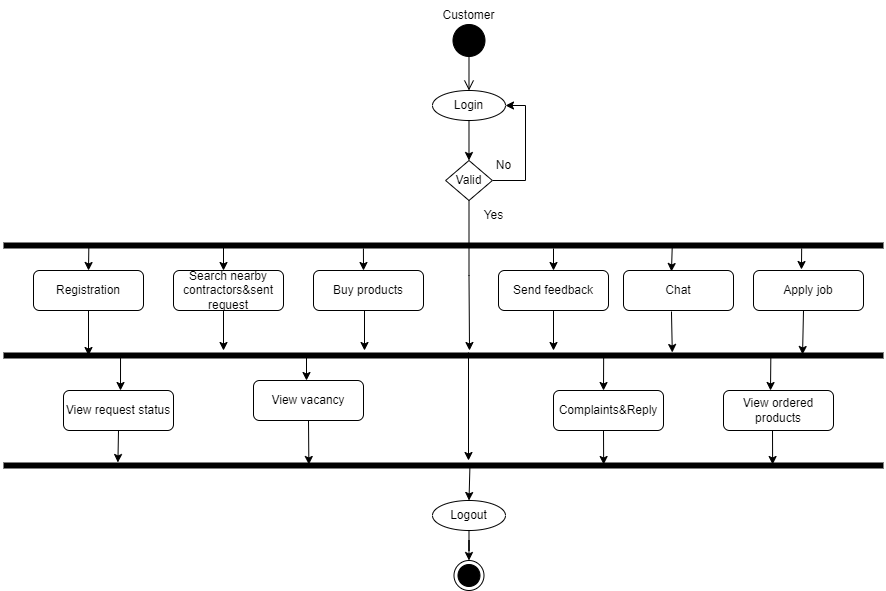 Customer
Login
No
Valid
Yes
Registration
Search nearby
contractors&sent
request
Buy products
Send feedback
Chat
Apply job
View request status
View vacancy
Complaints&Reply
View ordered
products
Logout